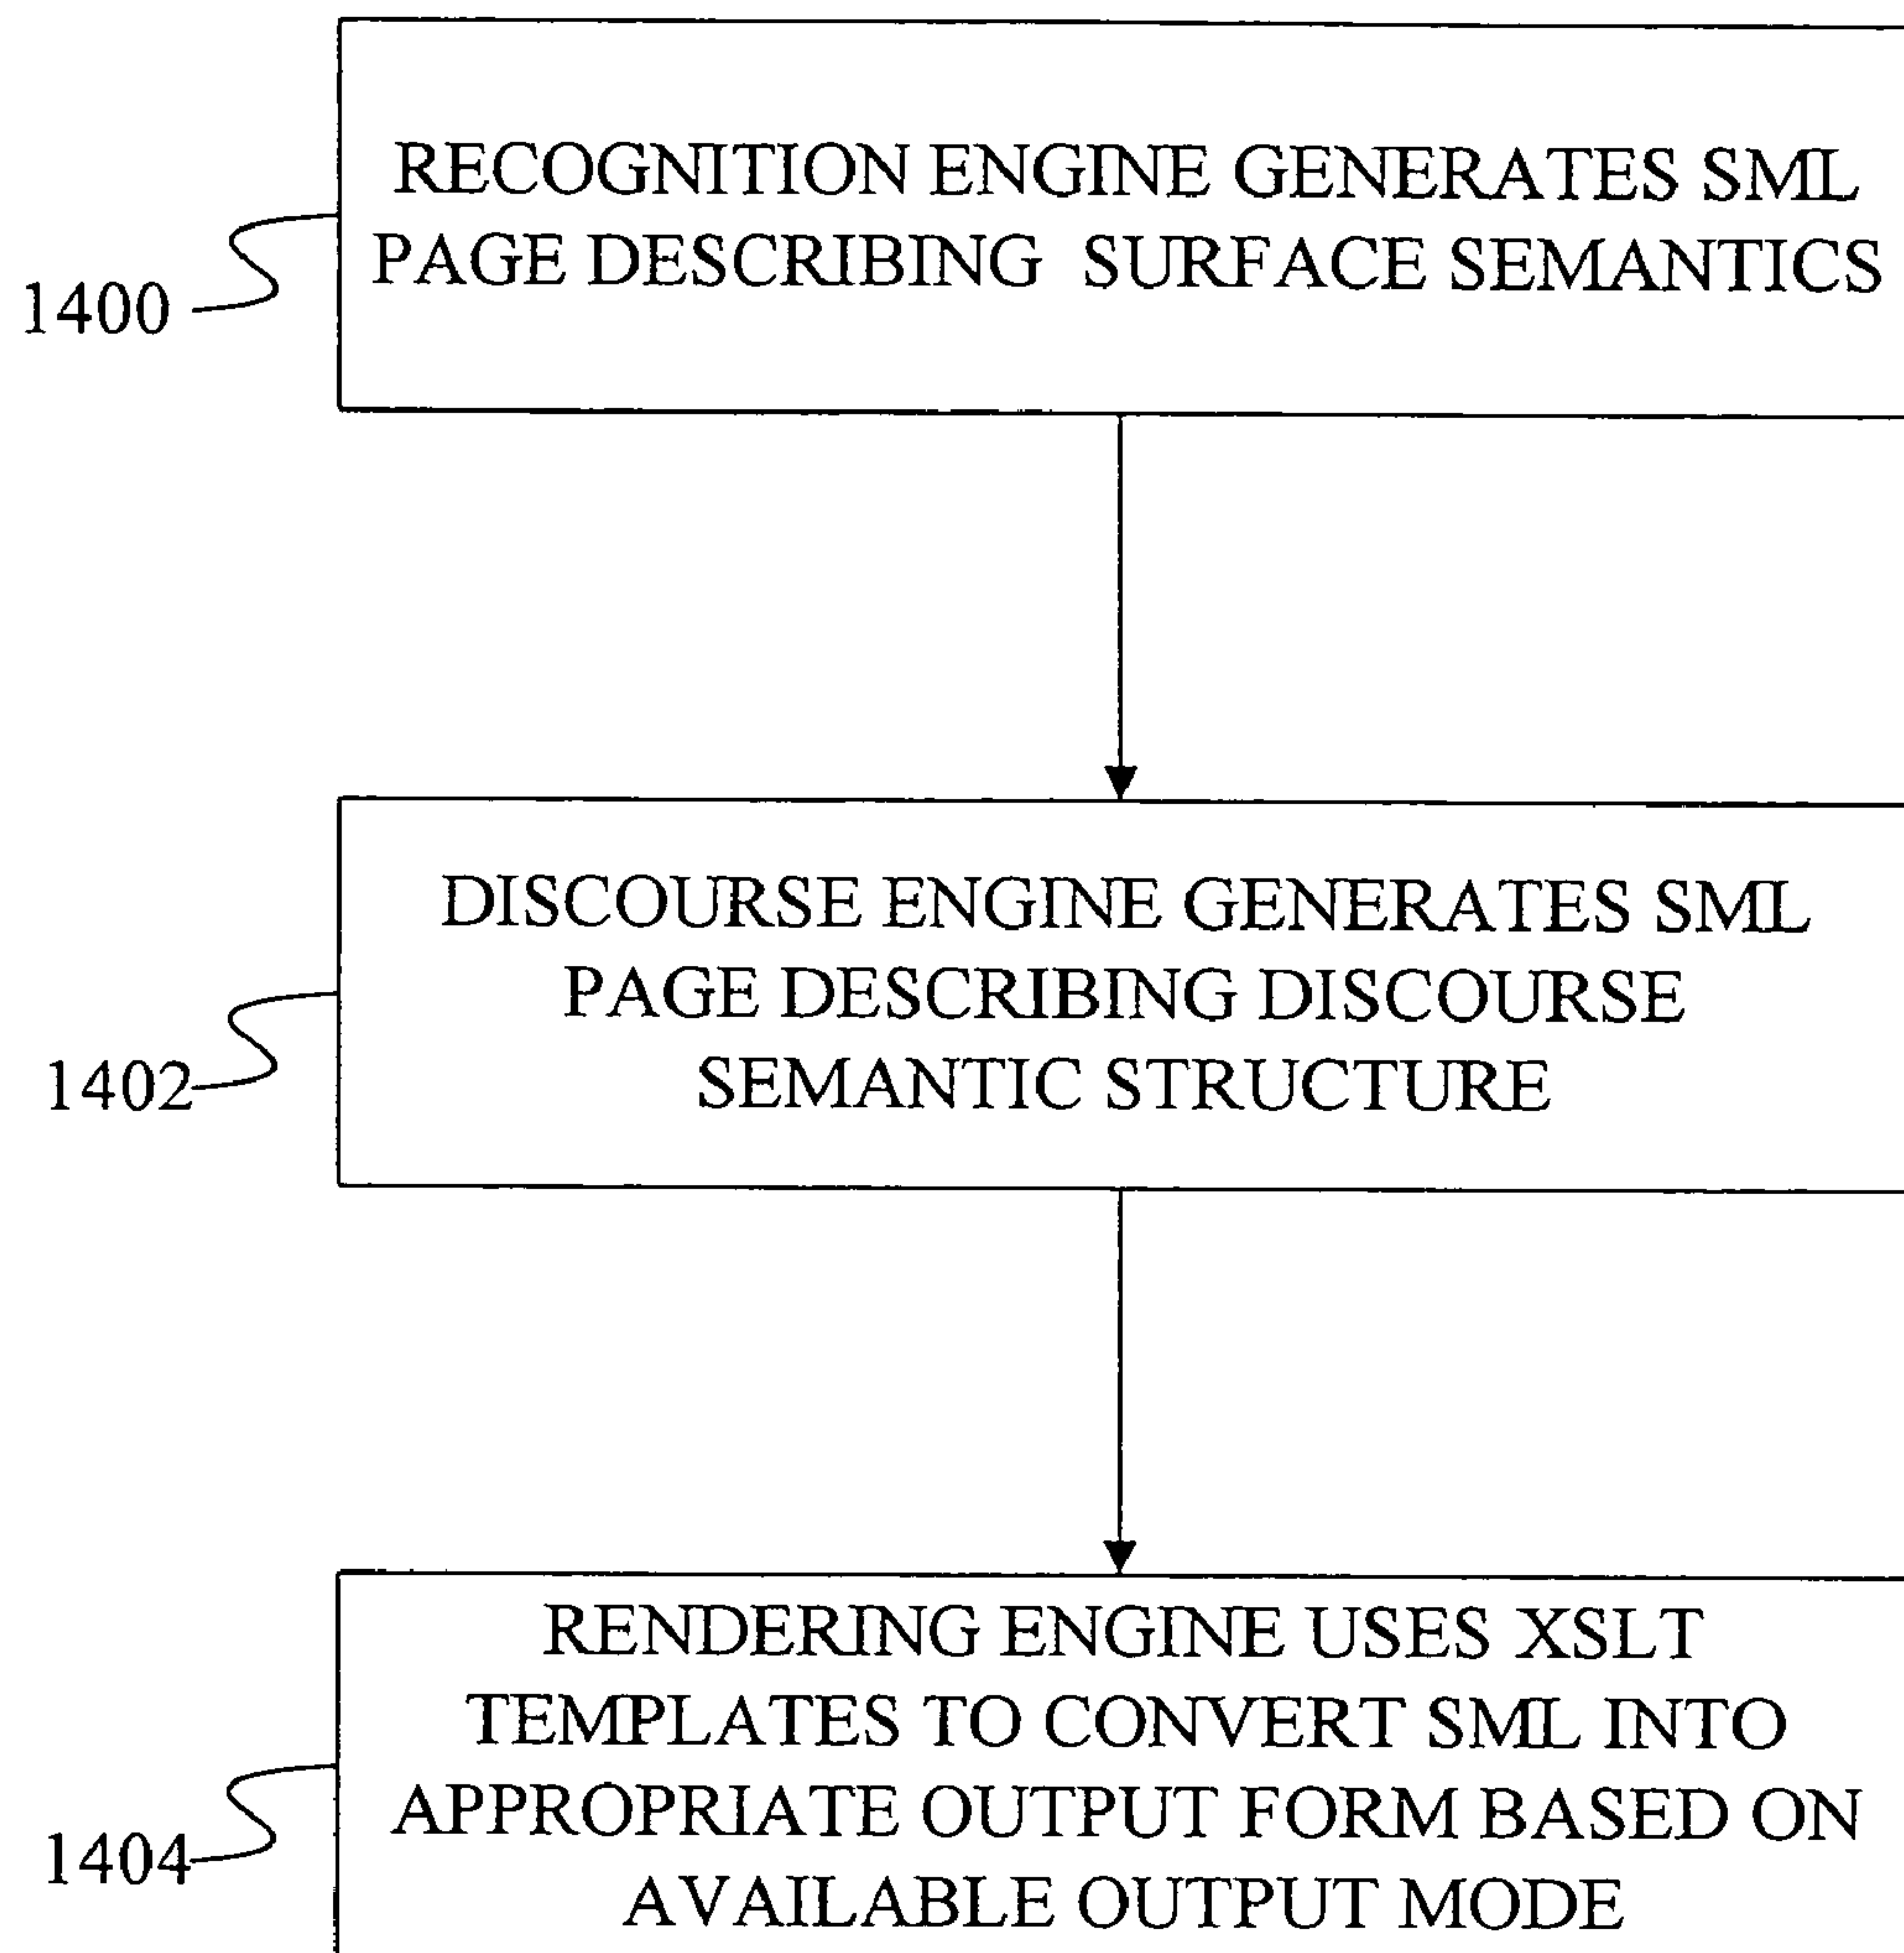 RECOGNITION ENGINE GENERATES SML
PAGE DESCRIBING SURFACE SEMANTICS
1400
DISCOURSE ENGINE GENERATES SML
PAGE DESCRIBING DISCOURSE
SEMANTIC STRUCTURE
1402
RENDERING ENGINE USES XSLT
TEMPLATES TO CONVERT SML INTO
APPROPRIATE OUTPUT FORM BASED ON
AVAILABLE OUTPUT MODE
1404